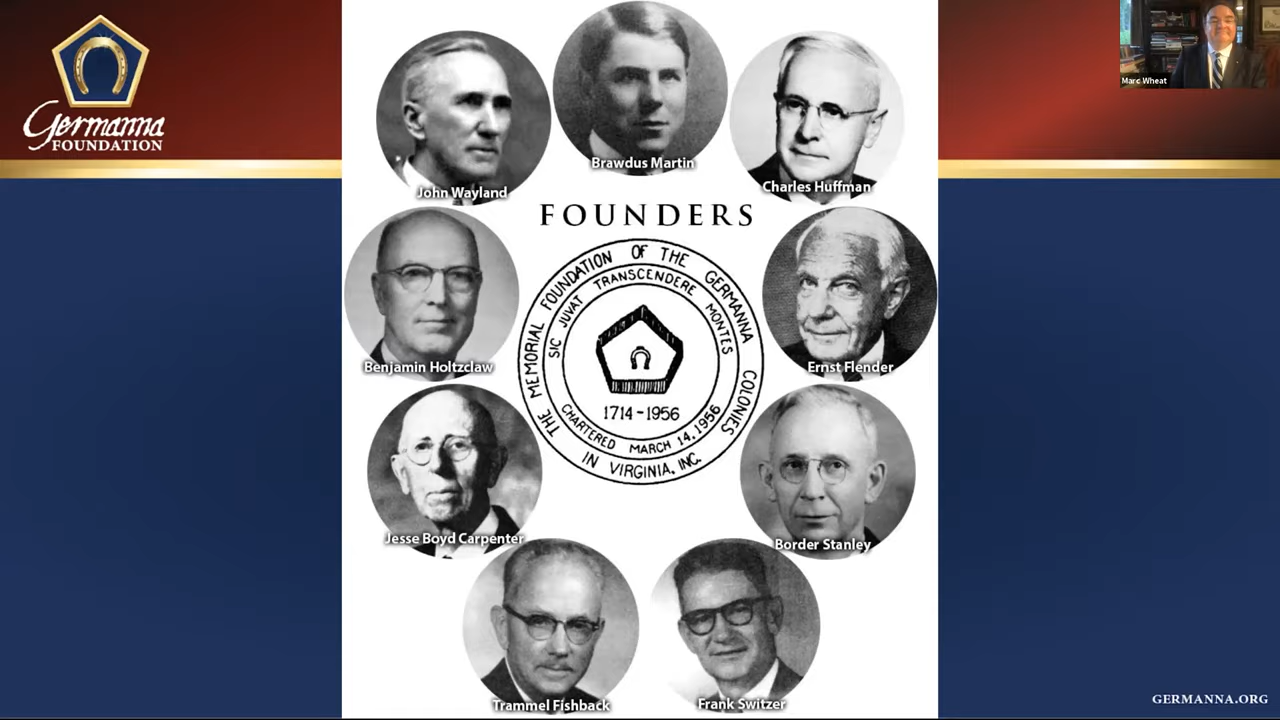 Germanna
FOUNDATION
Marc Wheat
John Wayland
Brawdus Martin
Charles Huffman
FOUNDERS
THE MEMORIAL FOUNDATION OF THE GERMANNA COLONIES
IN VIRGINIA, INC.
SIC JUVAT TRANSCENDERE MONTES
1714-1956
CHARTERED MARCH 14, 1956
Benjamin Holtzclaw
Ernst Flender
Jesse Boyd Carpenter
Border Stanley
Trammel Fishback
Frank Switzer
GERMANNA.ORG